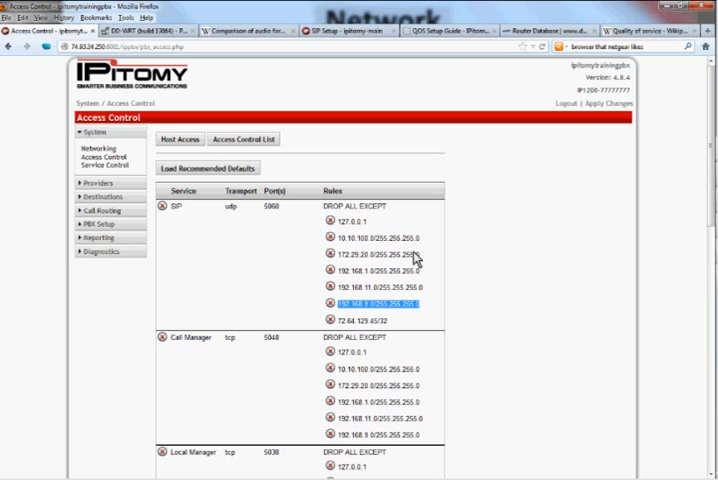 Network
Access Control - ipitomytrainingpbx - Mozilla Firefox
File Edit View History Bookmarks Tools Help
Access Control - ipitomyt... DD-WRT (build 13064) - P... Comparison of audio for... SIP Setup - ipitomy-main QOS Setup Guide - IPitom... Router Database | www.d... Quality of service - Wikip...
browser that netgear likes
IPITOMY
SMARTER BUSINESS COMMUNICATIONS
ipitomytrainingpbx
Version: 4.6.4
IP1200-77777777
System / Access Control
Logout | Apply Changes
Access Control
System
Networking
Access Control
Service Control
Providers
Destinations
Call Routing
PBX Setup
Reporting
Diagnostics
Host Access Access Control List
Load Recommended Defaults
Service Transport Port(s) Rules
SIP udp 5060 DROP ALL EXCEPT
127.0.0.1
10.10.100.0/255.255.255.0
172.29.20.0/255.255.255.0
192.168.1.0/255.255.255.0
192.168.11.0/255.255.255.0
192.168.9.0/255.255.255.0
72.64.129.45/32
Call Manager tcp 5048 DROP ALL EXCEPT
127.0.0.1
10.10.100.0/255.255.255.0
172.29.20.0/255.255.255.0
192.168.1.0/255.255.255.0
192.168.11.0/255.255.255.0
192.168.9.0/255.255.255.0
Local Manager tcp 5038 DROP ALL EXCEPT
127.0.0.1